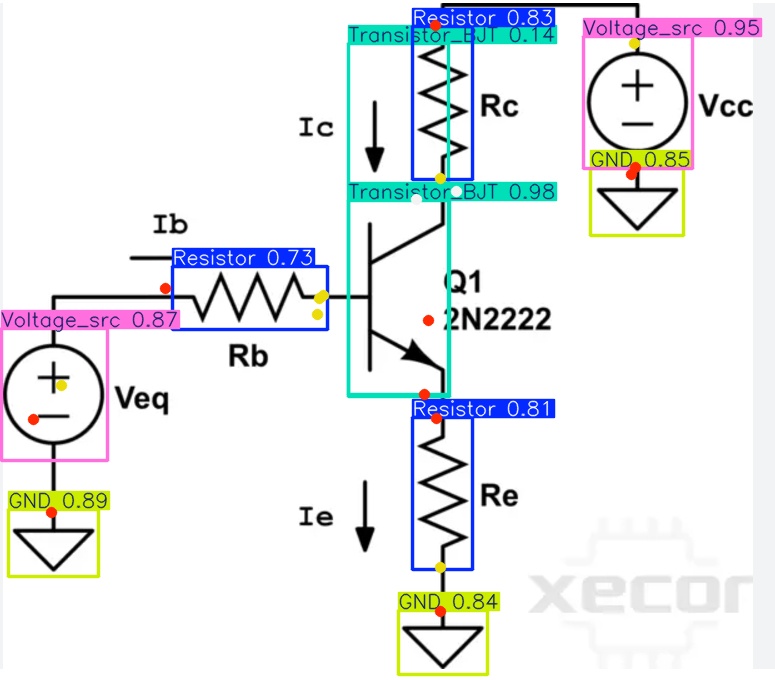 Resistor 0.83
Transistor_BJT 0.14
Voltage_src 0.95
Rc
Vcc
Ic
GND 0.85
Transistor_BJT 0.98
Ib
Resistor 0.73
Q1
2N2222
Voltage_src 0.87
Rb
Veq
Resistor 0.81
GND 0.89
Re
Ie
xecor
GND 0.84